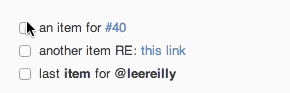 an item for #40
another item RE: this link
last item for @leereilly